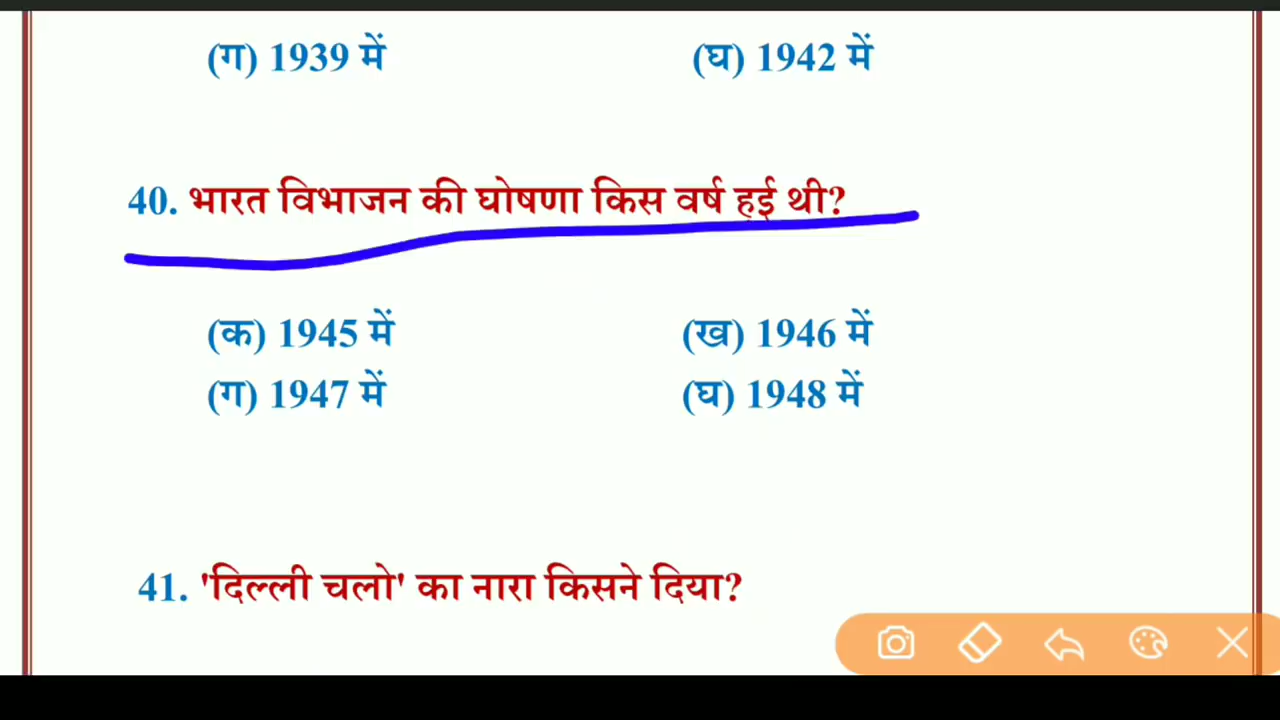 (ग) 1939 में (घ) 1942 में
40. भारत विभाजन की घोषणा किस वर्ष हुई थी?
(क) 1945 में (ख) 1946 में
(ग) 1947 में (घ) 1948 में
41. 'दिल्ली चलो' का नारा किसने दिया?